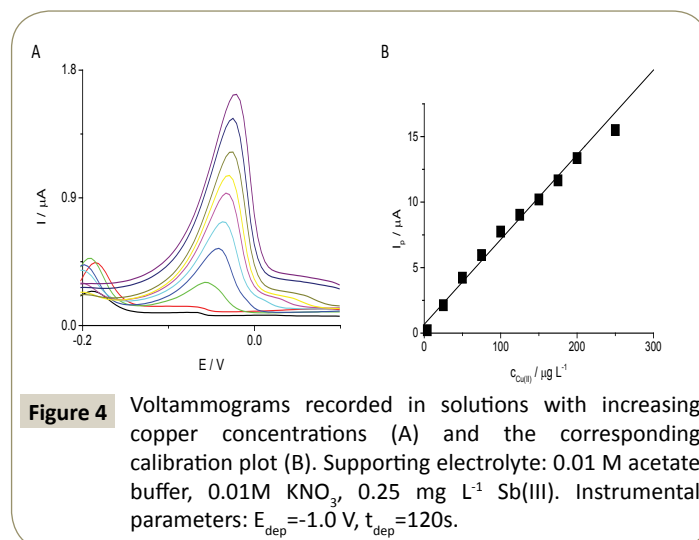 A
B
1.8
0.9
0.0
I / μA
-0.2
0.0
E / V
15
10
5
0
I_p / μA
0
100
200
300
c_Cu(II) / μg L⁻¹
Figure 4
Voltammograms recorded in solutions with increasing
copper concentrations (A) and the corresponding
calibration plot (B). Supporting electrolyte: 0.01 M acetate
buffer, 0.01M KNO₃, 0.25 mg L⁻¹ Sb(III). Instrumental
parameters: E_dep=-1.0 V, t_dep=120s.